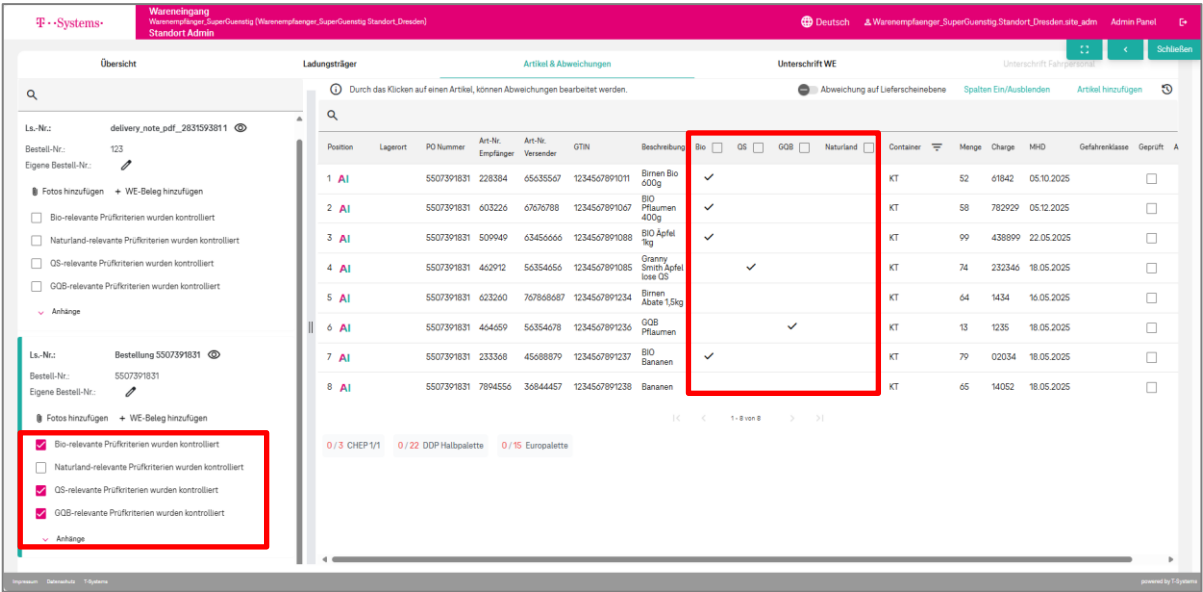 T · ·Systems·
Wareneingang
Warenempfänger_SuperGuenstig (Warenempfaenger_SuperGuenstig Standort_Dresden)
Standort Admin
Deutsch
Warenempfaenger_SuperGuenstig.Standort_Dresden.site_adm
Admin Panel
Schließen
Übersicht
Ladungsträger
Artikel & Abweichungen
Unterschrift WE
Unterschrift Fahrpersonal
Ls.-Nr.: delivery_note_pdf_2831593811
Bestell-Nr.: 123
Eigene Bestell-Nr.:
Fotos hinzufügen + WE-Beleg hinzufügen
Bio-relevante Prüfkriterien wurden kontrolliert
Naturland-relevante Prüfkriterien wurden kontrolliert
QS-relevante Prüfkriterien wurden kontrolliert
GQB-relevante Prüfkriterien wurden kontrolliert
Anhänge
Ls.-Nr.: Bestellung 5507391831
Bestell-Nr.: 5507391831
Eigene Bestell-Nr.:
Fotos hinzufügen + WE-Beleg hinzufügen
Bio-relevante Prüfkriterien wurden kontrolliert
Naturland-relevante Prüfkriterien wurden kontrolliert
QS-relevante Prüfkriterien wurden kontrolliert
GQB-relevante Prüfkriterien wurden kontrolliert
Anhänge
Durch das Klicken auf einen Artikel, können Abweichungen bearbeitet werden.
Abweichung auf Lieferscheinebene
Spalten Ein/Ausblenden
Artikel hinzufügen
Position Lagerort PO Nummer Art-Nr. Empfänger Art-Nr. Versender GTIN Beschreibung Bio QS GQB Naturland Container Menge Charge MHD Gefahrenklasse Geprüft A
1 AI 5507391831 228384 65635567 1234567891011 Birnen Bio 600g ✓ KT 52 61842 05.10.2025
2 AI 5507391831 603226 67676788 1234567891067 BIO Pflaumen 400g ✓ KT 58 782929 05.12.2025
3 AI 5507391831 509949 63456666 1234567891088 BIO Äpfel 1kg ✓ KT 99 438899 22.05.2025
4 AI 5507391831 462912 56354656 1234567891085 Granny Smith Apfel lose QS ✓ KT 74 232346 18.05.2025
5 AI 5507391831 623260 767868687 1234567891234 Birnen Abate 1,5kg KT 64 1434 16.05.2025
6 AI 5507391831 464659 56354678 1234567891236 GQB Pflaumen ✓ KT 13 1235 18.05.2025
7 AI 5507391831 233368 45688879 1234567891237 BIO Bananen ✓ KT 79 02034 18.05.2025
8 AI 5507391831 7894556 36844457 1234567891238 Bananen KT 65 14052 18.05.2025
1 - 8 von 8
0 / 3 CHEP 1/1 0 / 22 DDP Halbpalette 0 / 15 Europalette
Impressum Datenschutz T-Systems
powered by T-Systems